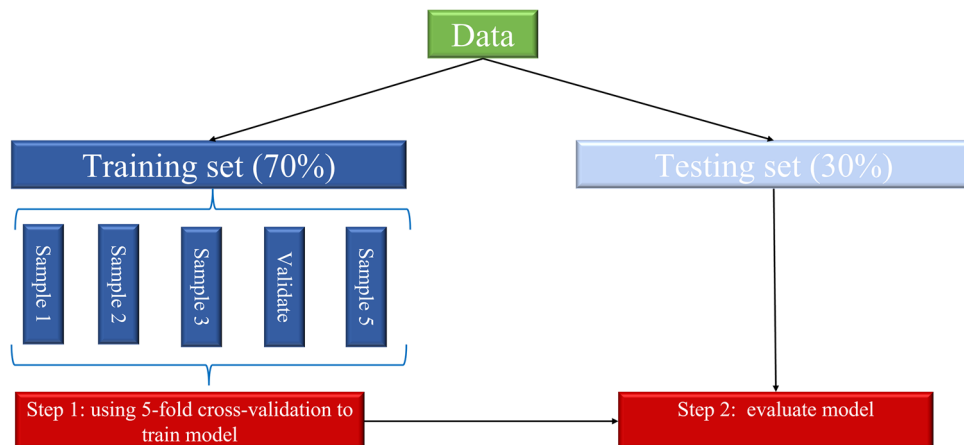 Data
Training set (70%)
Testing set (30%)
Sample 1
Sample 2
Sample 3
Validate
Sample 5
Step 1: using 5-fold cross-validation to
train model
Step 2:  evaluate model